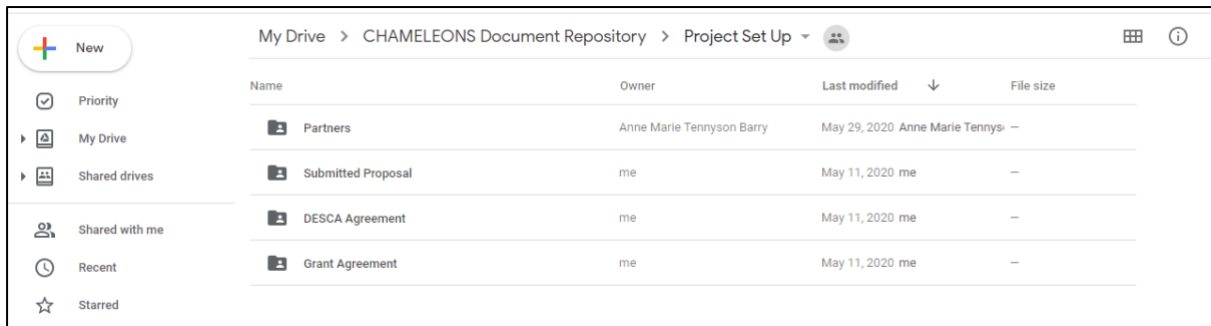 New
My Drive > CHAMELEONS Document Repository > Project Set Up
Priority
My Drive
Shared drives
Shared with me
Recent
Starred
Name Owner Last modified File size
Partners Anne Marie Tennyson Barry May 29, 2020 Anne Marie Tennys –
Submitted Proposal me May 11, 2020 me –
DESCA Agreement me May 11, 2020 me –
Grant Agreement me May 11, 2020 me –